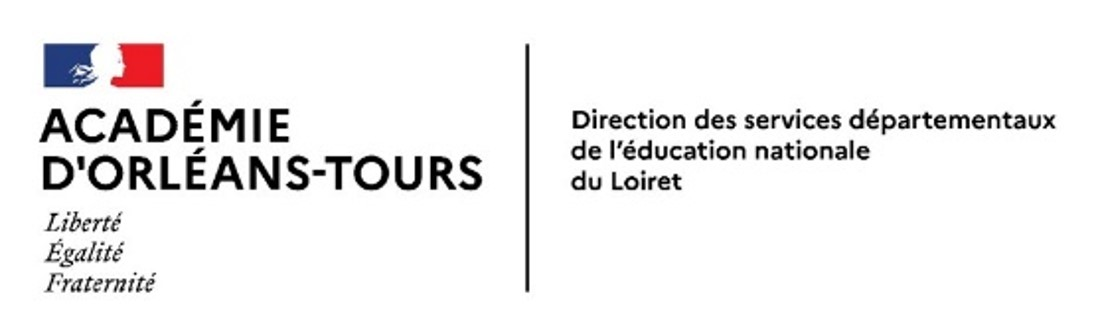 ACADÉMIE
D'ORLÉANS-TOURS
Liberté
Égalité
Fraternité
Direction des services départementaux
de l'éducation nationale
du Loiret